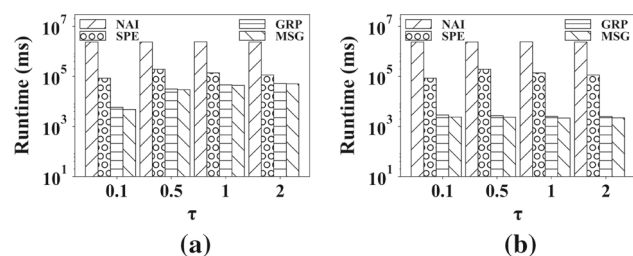 10^7
10^5
10^3
10^1
Runtime (ms)
NAI
SPE
GRP
MSG
0.1 0.5 1 2
τ
(a)
10^7
10^5
10^3
10^1
Runtime (ms)
NAI
SPE
GRP
MSG
0.1 0.5 1 2
τ
(b)